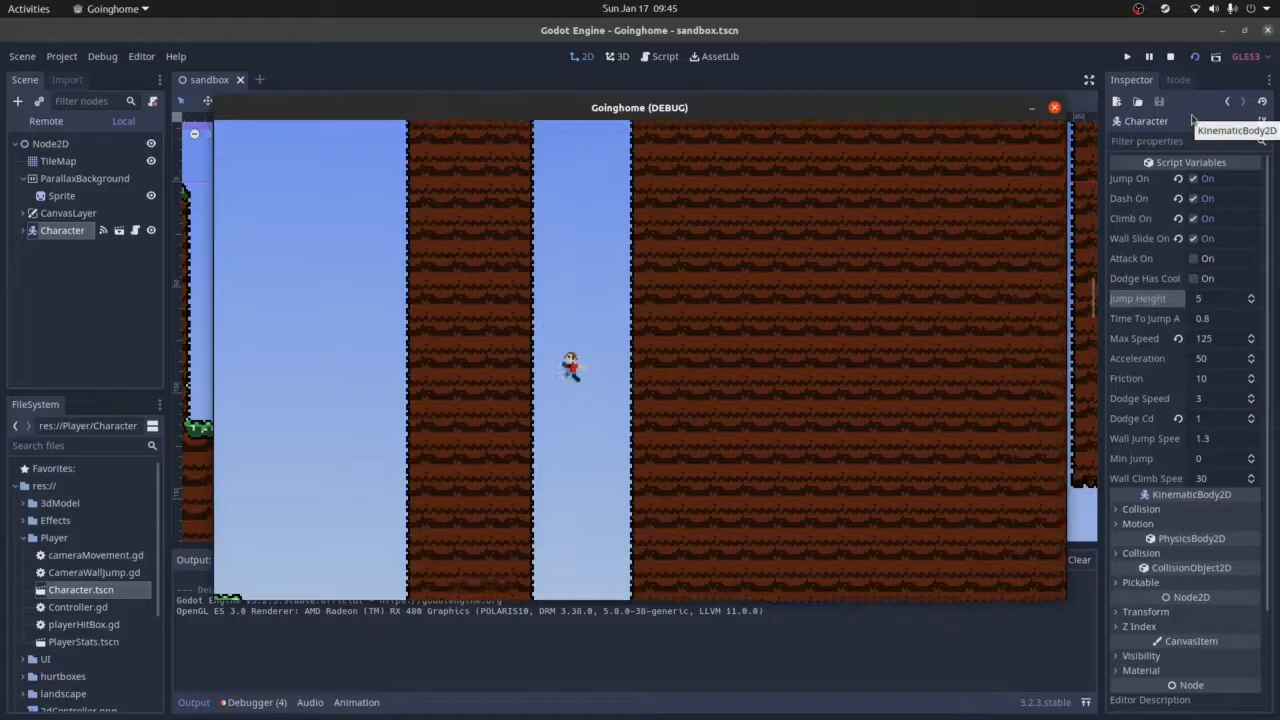 Activities
Goinghome
Sun Jan 17 09:45
Godot Engine - Goinghome - sandbox.tscn
Scene Project Debug Editor Help
2D 3D Script AssetLib
GLES3
Scene Import
sandbox
Inspector Node
Filter nodes
Goinghome (DEBUG)
Remote Local
Character
KinematicBody2D
Filter properties
Node2D
TileMap
ParallaxBackground
Sprite
CanvasLayer
Character
Script Variables
Jump On On
Dash On On
Climb On On
Wall Slide On On
Attack On On
Dodge Has Cool On
Jump Height 5
Time To Jump A 0.8
Max Speed 125
Acceleration 50
Friction 10
Dodge Speed 3
Dodge Cd 1
Wall Jump Spee 1.3
Min Jump 0
Wall Climb Spee 30
KinematicBody2D
Collision
Motion
PhysicsBody2D
Collision
CollisionObject2D
Pickable
Node2D
Transform
Z Index
CanvasItem
Visibility
Material
Node
Editor Description
FileSystem
res://Player/Character
Search files
Favorites:
res://
3dModel
Effects
Player
cameraMovement.gd
CameraWallJump.gd
Character.tscn
Controller.gd
playerHitBox.gd
PlayerStats.tscn
UI
hurtboxes
landscape
2dController.png
Output:
Clear
OpenGL ES 3.0 Renderer: AMD Radeon (TM) RX 480 Graphics (POLARIS10, DRM 3.38.0, 5.8.0-38-generic, LLVM 11.0.0)
Output Debugger (4) Audio Animation
3.2.3.stable